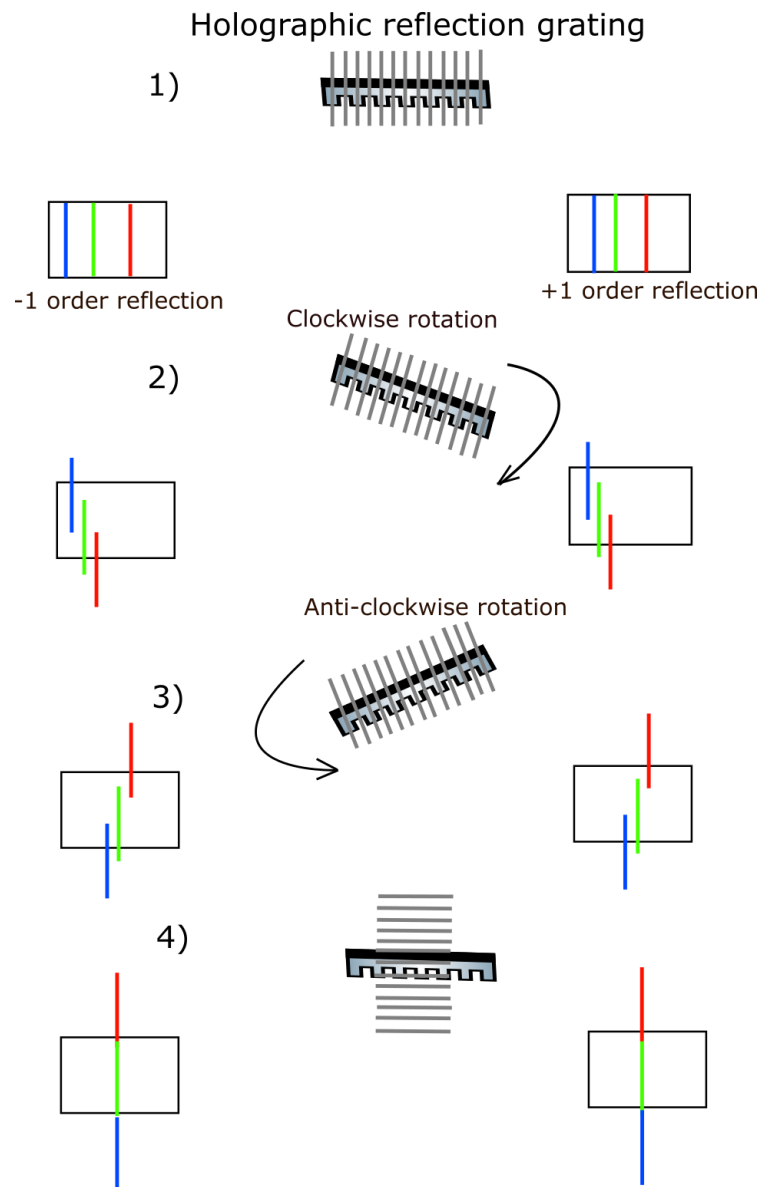 Holographic reflection grating
1)
-1 order reflection
+1 order reflection
Clockwise rotation
2)
Anti-clockwise rotation
3)
4)